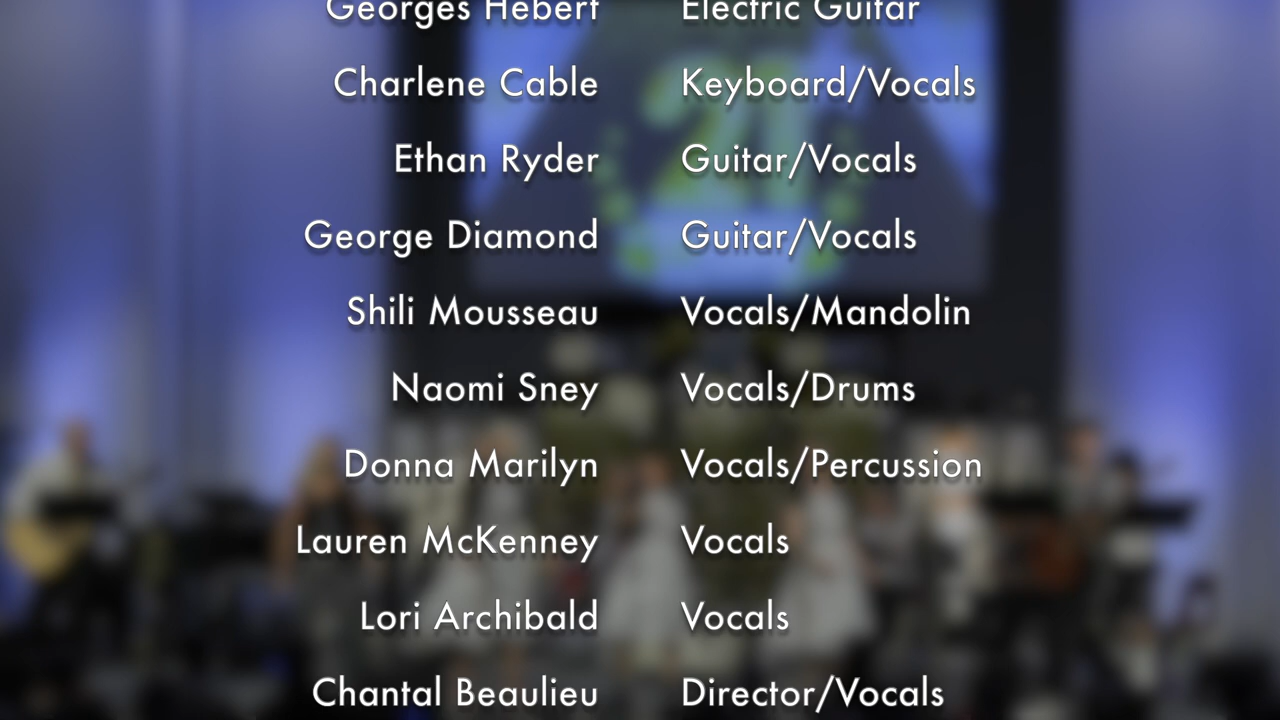 Georges Hebert Electric Guitar
Charlene Cable Keyboard/Vocals
Ethan Ryder Guitar/Vocals
George Diamond Guitar/Vocals
Shili Mousseau Vocals/Mandolin
Naomi Sney Vocals/Drums
Donna Marilyn Vocals/Percussion
Lauren McKenney Vocals
Lori Archibald Vocals
Chantal Beaulieu Director/Vocals